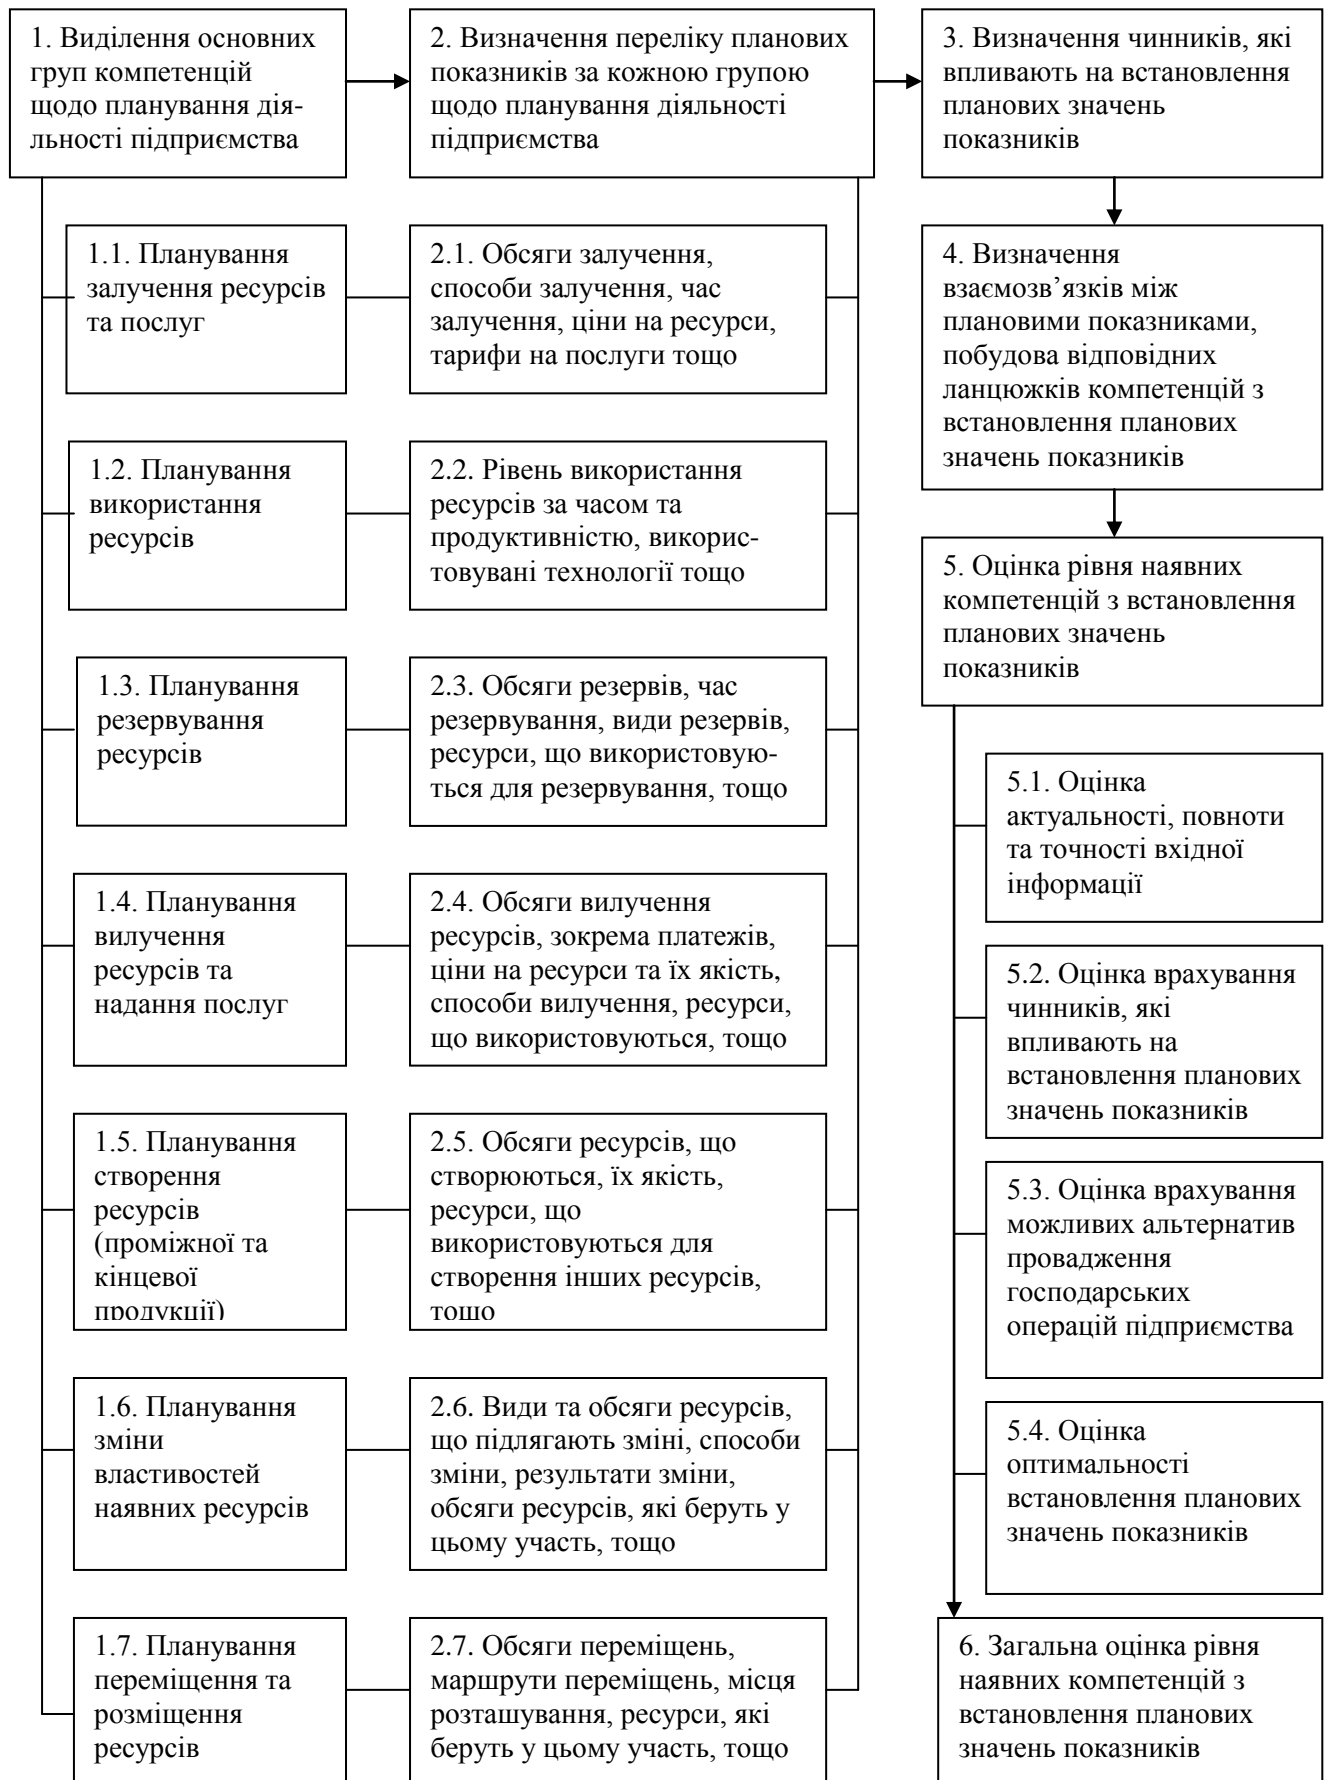 1. Виділення основних
груп компетенцій
щодо планування дія-
льності підприємства
2. Визначення переліку планових
показників за кожною групою
щодо планування діяльності
підприємства
3. Визначення чинників, які
впливають на встановлення
планових значень
показників
1.1. Планування
залучення ресурсів
та послуг
2.1. Обсяги залучення,
способи залучення, час
залучення, ціни на ресурси,
тарифи на послуги тощо
4. Визначення
взаємозв’язків між
плановими показниками,
побудова відповідних
ланцюжків компетенцій з
встановлення планових
значень показників
1.2. Планування
використання
ресурсів
2.2. Рівень використання
ресурсів за часом та
продуктивністю, викорис-
товувані технології тощо
5. Оцінка рівня наявних
компетенцій з встановлення
планових значень
показників
1.3. Планування
резервування
ресурсів
2.3. Обсяги резервів, час
резервування, види резервів,
ресурси, що використовую-
ться для резервування, тощо
5.1. Оцінка
актуальності, повноти
та точності вхідної
інформації
1.4. Планування
вилучення
ресурсів та
надання послуг
2.4. Обсяги вилучення
ресурсів, зокрема платежів,
ціни на ресурси та їх якість,
способи вилучення, ресурси,
що використовуються, тощо
5.2. Оцінка врахування
чинників, які
впливають на
встановлення планових
значень показників
1.5. Планування
створення
ресурсів
(проміжної та
кінцевої
продукції)
2.5. Обсяги ресурсів, що
створюються, їх якість,
ресурси, що
використовуються для
створення інших ресурсів,
тощо
5.3. Оцінка врахування
можливих альтернатив
провадження
господарських
операцій підприємства
1.6. Планування
зміни
властивостей
наявних ресурсів
2.6. Види та обсяги ресурсів,
що підлягають зміні, способи
зміни, результати зміни,
обсяги ресурсів, які беруть у
цьому участь, тощо
5.4. Оцінка
оптимальності
встановлення планових
значень показників
1.7. Планування
переміщення та
розміщення
ресурсів
2.7. Обсяги переміщень,
маршрути переміщень, місця
розташування, ресурси, які
беруть у цьому участь, тощо
6. Загальна оцінка рівня
наявних компетенцій з
встановлення планових
значень показників